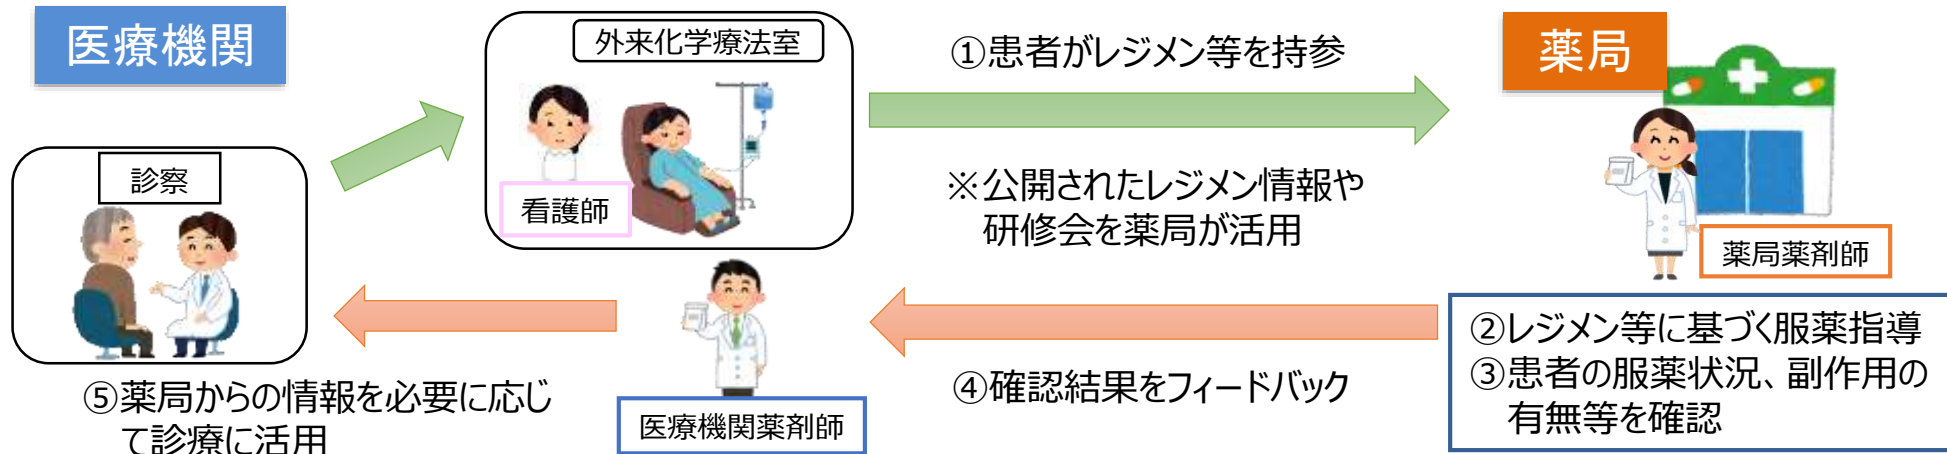 医療機関
外来化学療法室
①患者がレジメン等を持参
薬局
診察
看護師
※公開されたレジメン情報や
研修会を薬局が活用
薬局薬剤師
②レジメン等に基づく服薬指導
③患者の服薬状況、副作用の
有無等を確認
④確認結果をフィードバック
医療機関薬剤師
⑤薬局からの情報を必要に応じ
て診療に活用